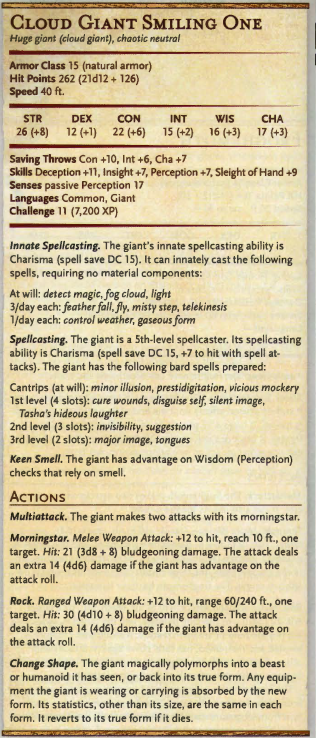 CLOUD GIANT SMILING ONE
Huge giant (cloud giant), chaotic neutral
Armor Class 15 (natural armor)
Hit Points 262 (21d12 + 126)
Speed 40 ft.
STR DEX CON INT WIS CHA
26 (+8) 12 (+1) 22 (+6) 15 (+2) 16 (+3) 17 (+3)
Saving Throws Con +10, Int +6, Cha +7
Skills Deception +11, Insight +7, Perception +7, Sleight of Hand +9
Senses passive Perception 17
Languages Common, Giant
Challenge 11 (7,200 XP)
Innate Spellcasting. The giant's innate spellcasting ability is
Charisma (spell save DC 15). It can innately cast the following
spells, requiring no material components:
At will: detect magic, fog cloud, light
3/day each: feather fall, fly, misty step, telekinesis
1/day each: control weather, gaseous form
Spellcasting. The giant is a 5th-level spellcaster. Its spellcasting
ability is Charisma (spell save DC 15, +7 to hit with spell at-
tacks). The giant has the following bard spells prepared:
Cantrips (at will): minor illusion, prestidigitation, vicious mockery
1st level (4 slots): cure wounds, disguise self, silent image,
Tasha's hideous laughter
2nd level (3 slots): invisibility, suggestion
3rd level (2 slots): major image, tongues
Keen Smell. The giant has advantage on Wisdom (Perception)
checks that rely on smell.
ACTIONS
Multiattack. The giant makes two attacks with its morningstar.
Morningstar. Melee Weapon Attack: +12 to hit, reach 10 ft., one
target. Hit: 21 (3d8 + 8) bludgeoning damage. The attack deals
an extra 14 (4d6) damage if the giant has advantage on the
attack roll.
Rock. Ranged Weapon Attack: +12 to hit, range 60/240 ft., one
target. Hit: 30 (4d10 + 8) bludgeoning damage. The attack
deals an extra 14 (4d6) damage if the giant has advantage on
the attack roll.
Change Shape. The giant magically polymorphs into a beast
or humanoid it has seen, or back into its true form. Any equip-
ment the giant is wearing or carrying is absorbed by the new
form. Its statistics, other than its size, are the same in each
form. It reverts to its true form if it dies.